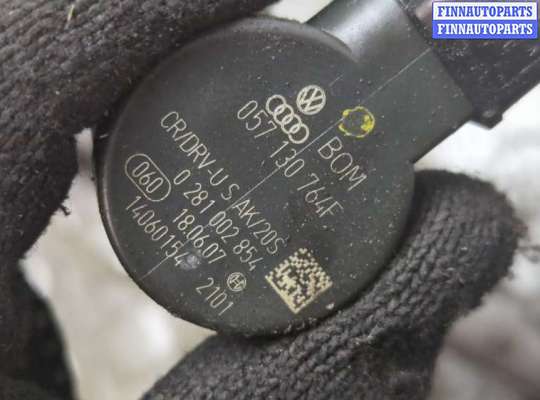 FINNAUTOPARTS
FINNAUTOPARTS
BOM
057 130 764F
CR/DRV-U S AK/20S
060
0 281 002 854
18.06.07
14060154 2101